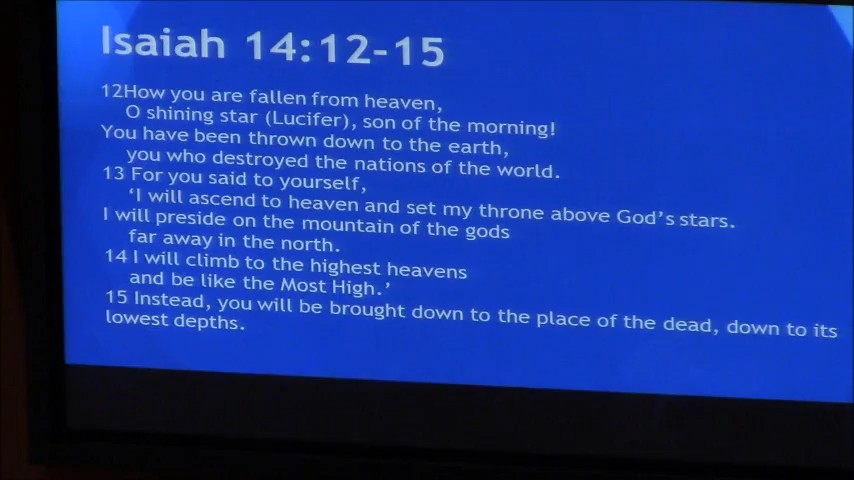 Isaiah 14:12-15
12How you are fallen from heaven,
O shining star (Lucifer), son of the morning!
You have been thrown down to the earth,
you who destroyed the nations of the world.
13 For you said to yourself,
‘I will ascend to heaven and set my throne above God’s stars.
I will preside on the mountain of the gods
far away in the north.
14 I will climb to the highest heavens
and be like the Most High.’
15 Instead, you will be brought down to the place of the dead, down to its
lowest depths.